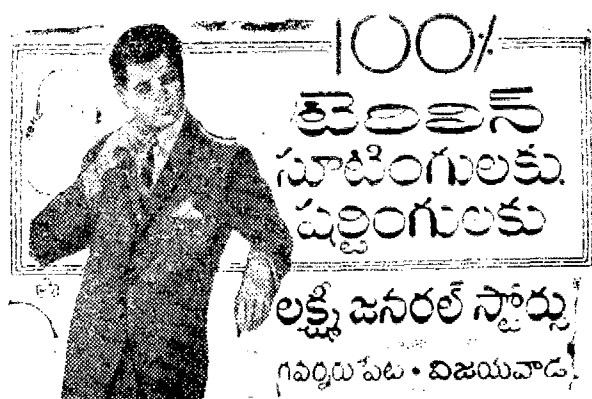 100%
టెరిలిన్
సూటింగులకు
షర్టింగులకు
లక్ష్మీ జనరల్ స్టోర్సు
గవర్నరుపేట • విజయవాడ